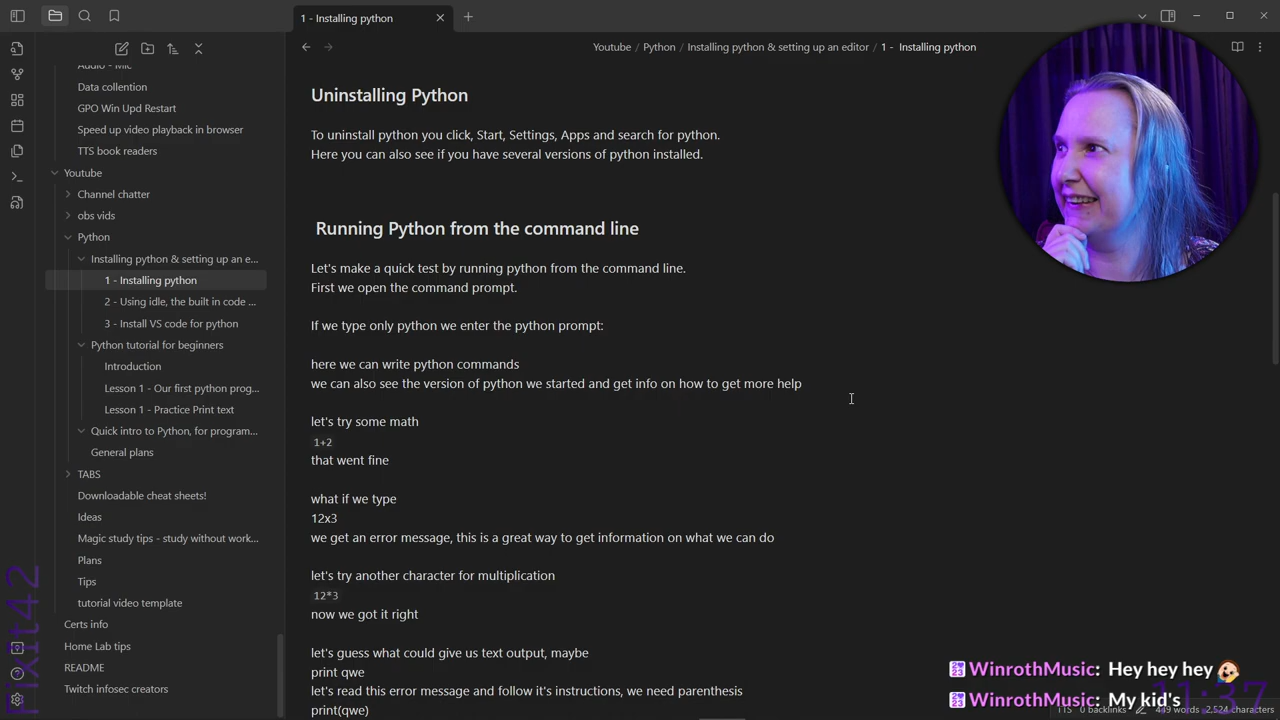 1 - Installing python
Youtube / Python / Installing python & setting up an editor / 1 - Installing python
Audio - Mic
Data collention
GPO Win Upd Restart
Speed up video playback in browser
TTS book readers
Youtube
Channel chatter
obs vids
Python
Installing python & setting up an e...
1 - Installing python
2 - Using idle, the built in code ...
3 - Install VS code for python
Python tutorial for beginners
Introduction
Lesson 1 - Our first python prog...
Lesson 1 - Practice Print text
Quick intro to Python, for program...
General plans
TABS
Downloadable cheat sheets!
Ideas
Magic study tips - study without work...
Plans
Tips
tutorial video template
Certs info
Home Lab tips
README
Twitch infosec creators
Uninstalling Python
To uninstall python you click, Start, Settings, Apps and search for python.
Here you can also see if you have several versions of python installed.
Running Python from the command line
Let's make a quick test by running python from the command line.
First we open the command prompt.
If we type only python we enter the python prompt:
here we can write python commands
we can also see the version of python we started and get info on how to get more help
let's try some math
1+2
that went fine
what if we type
12x3
we get an error message, this is a great way to get information on what we can do
let's try another character for multiplication
12*3
now we got it right
let's guess what could give us text output, maybe
print qwe
let's read this error message and follow it's instructions, we need parenthesis
print(qwe)
WinrothMusic: Hey hey hey
WinrothMusic: My kid's
0 backlinks
449 words
2,524 characters
Fixit42